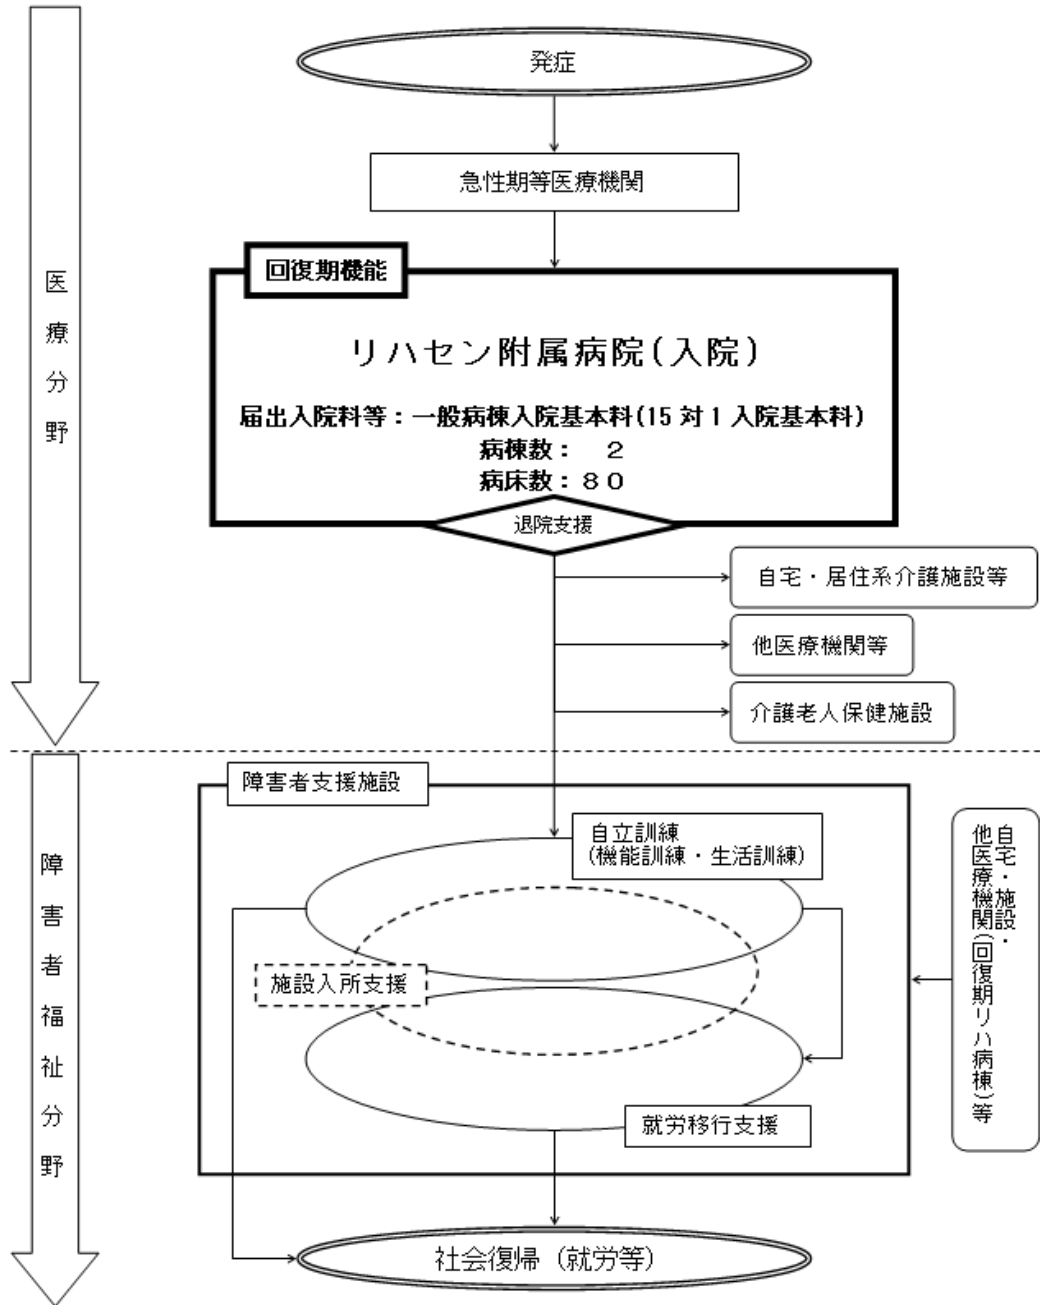 発症
急性期等医療機関
医療分野
回復期機能
リハセン附属病院(入院)
届出入院料等：一般病棟入院基本料(15対1入院基本料)
病棟数：　２
病床数：８０
退院支援
自宅・居住系介護施設等
他医療機関等
介護老人保健施設
障害者福祉分野
障害者支援施設
自立訓練
(機能訓練・生活訓練)
施設入所支援
就労移行支援
自宅・施設・
他医療機関(回復期リハ病棟)等
社会復帰(就労等)